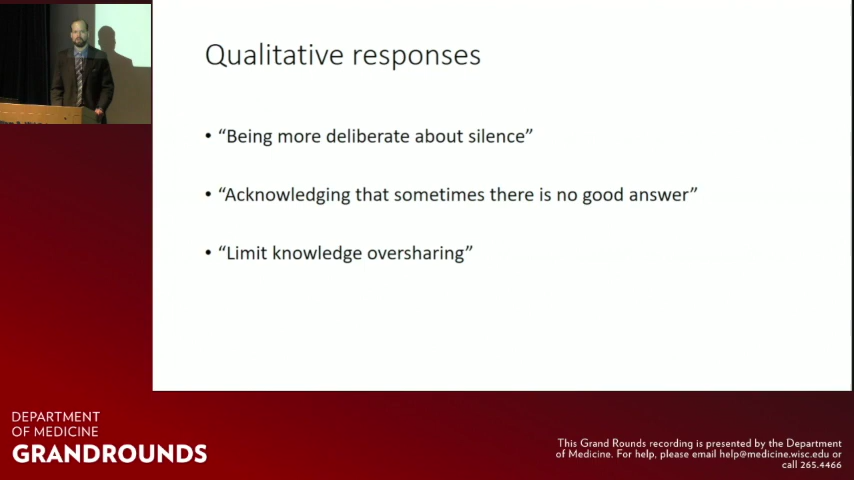 Qualitative responses
• “Being more deliberate about silence”
• “Acknowledging that sometimes there is no good answer”
• “Limit knowledge oversharing”
DEPARTMENT
OF MEDICINE
GRANDROUNDS
This Grand Rounds recording is presented by the Department
of Medicine. For help, please email help@medicine.wisc.edu or
call 265.4466